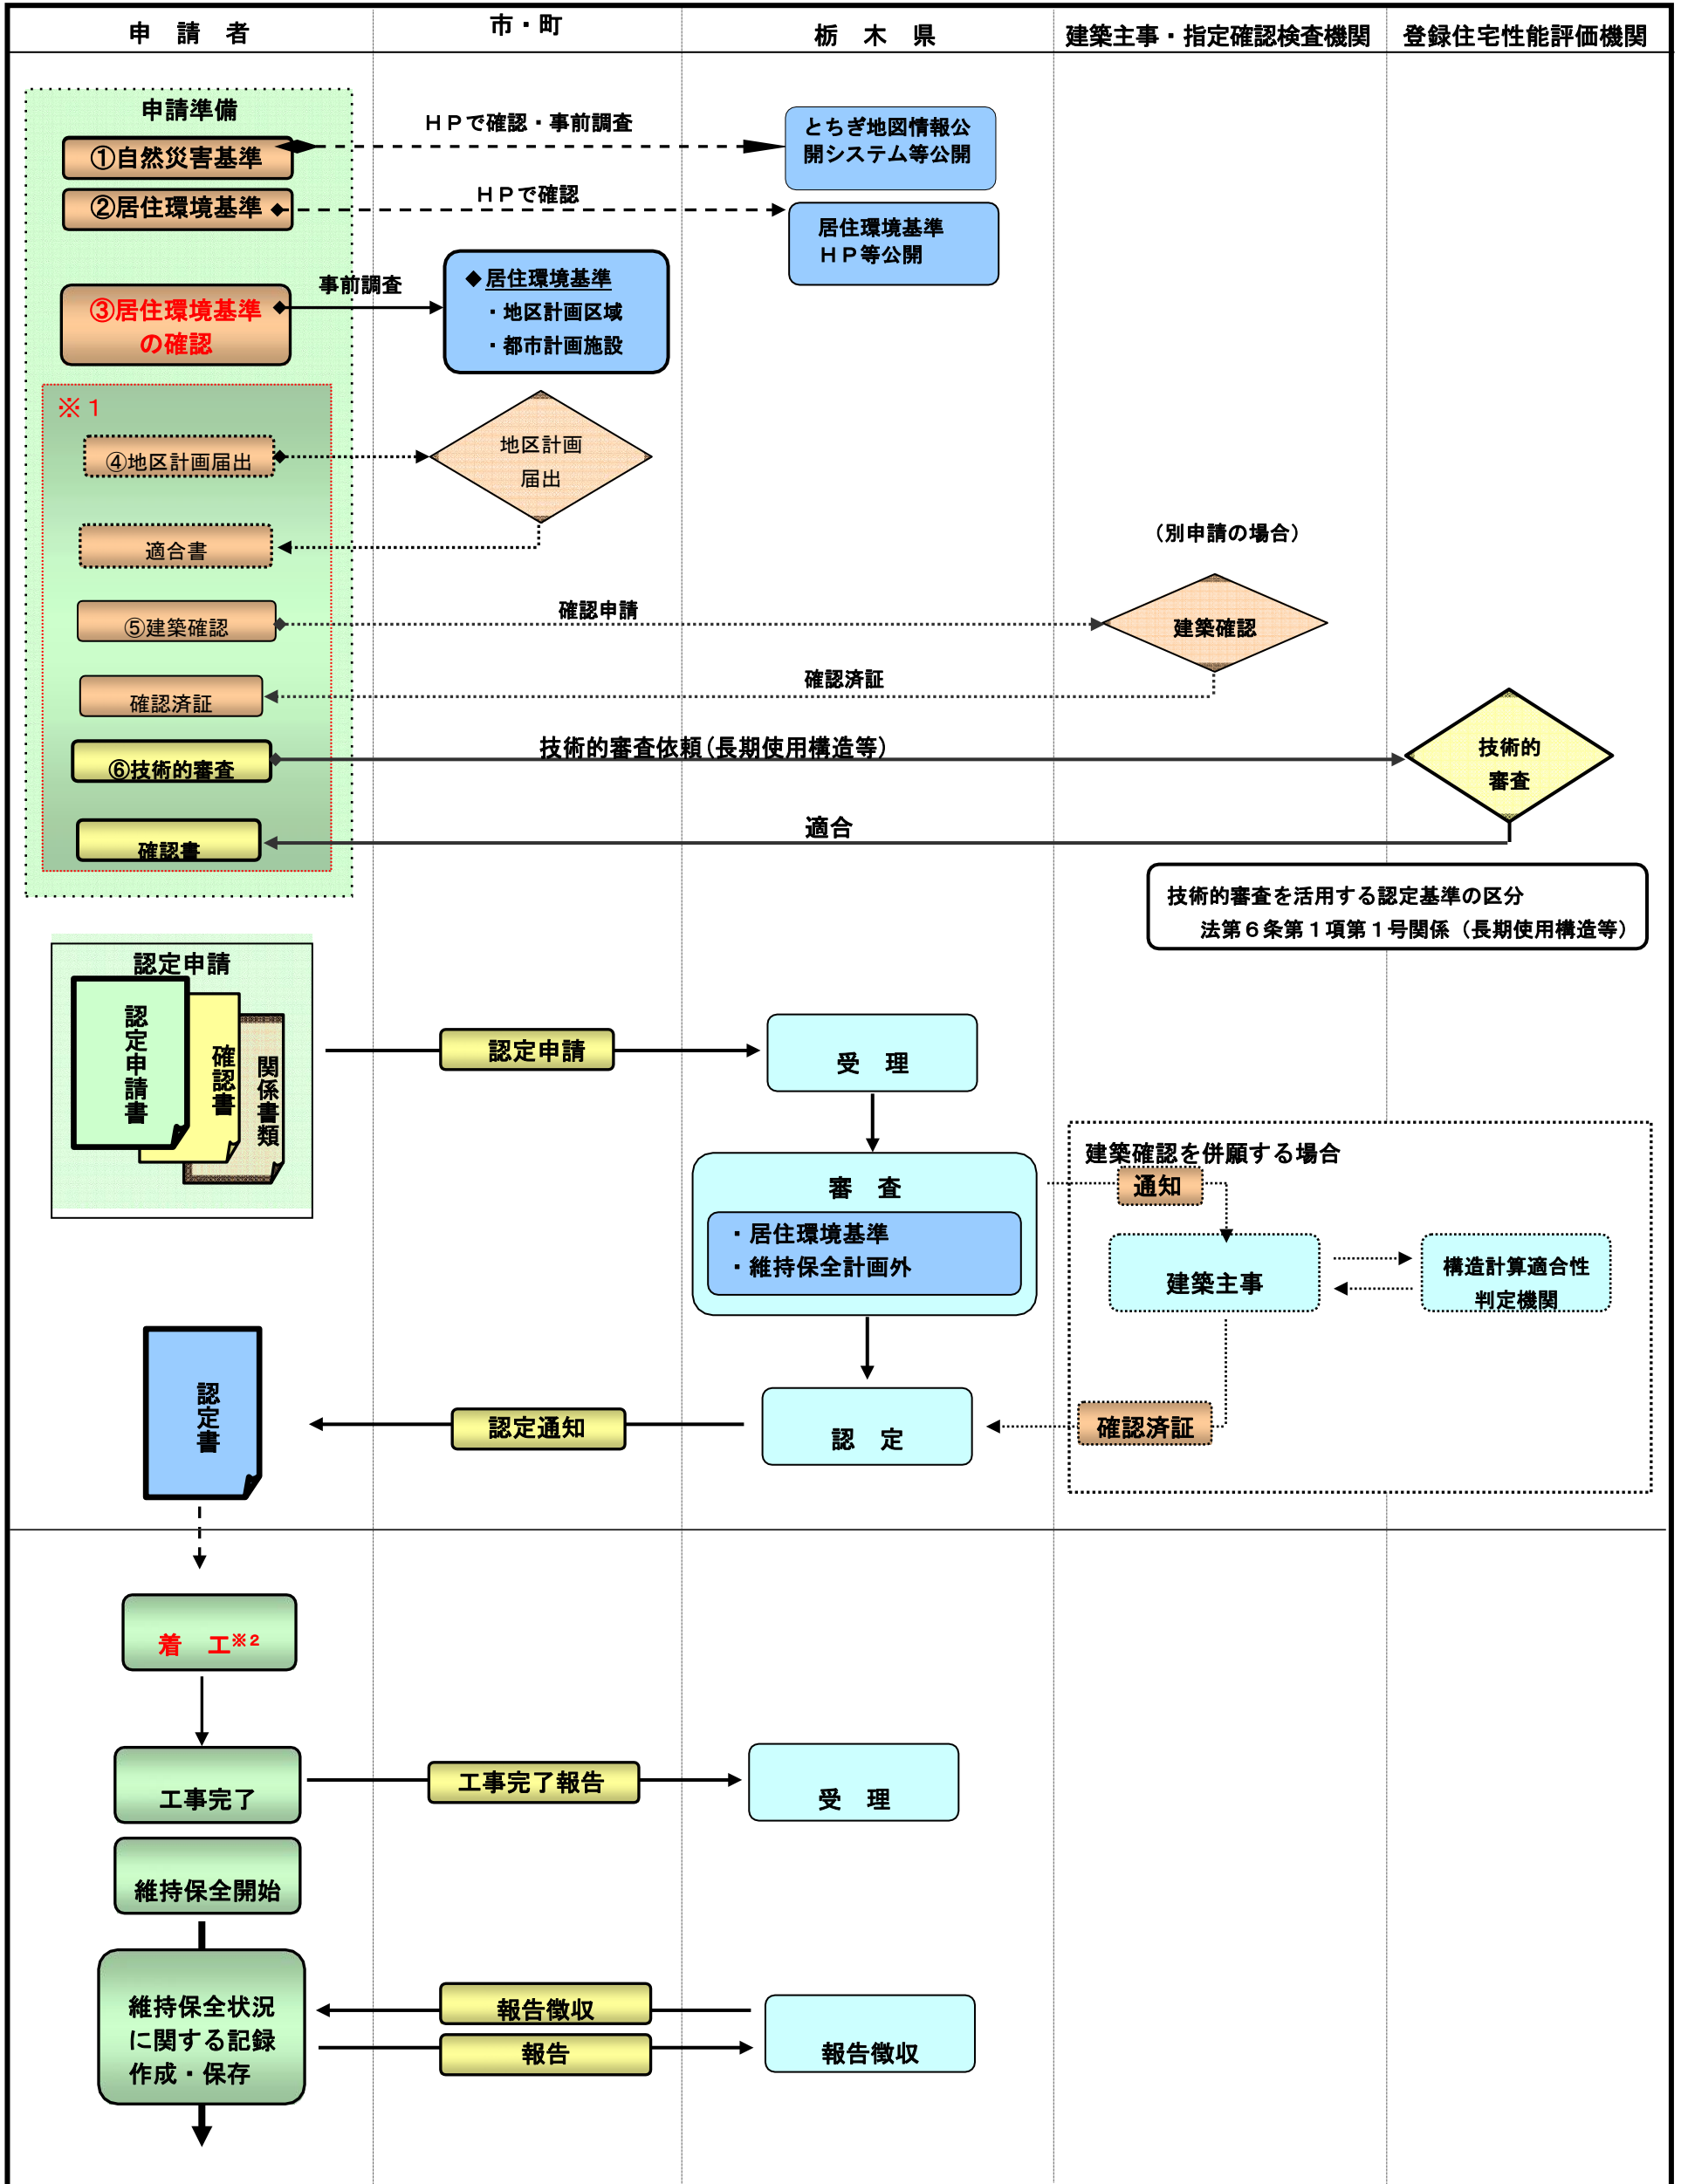 申　請　者
市・町
栃　木　県
建築主事・指定確認検査機関
登録住宅性能評価機関
申請準備
①自然災害基準
ＨＰで確認・事前調査
とちぎ地図情報公
開システム等公開
②居住環境基準
ＨＰで確認
居住環境基準
ＨＰ等公開
③居住環境基準
の確認
事前調査
◆居住環境基準
・地区計画区域
・都市計画施設
※１
④地区計画届出
地区計画
届出
適合書
（別申請の場合）
⑤建築確認
確認申請
建築確認
確認済証
確認済証
⑥技術的審査
技術的審査依頼（長期使用構造等）
技術的
審査
確認書
適合
技術的審査を活用する認定基準の区分
法第６条第１項第１号関係（長期使用構造等）
認定申請
認定申請書
確認書
関係書類
認定申請
受　理
審　査
・居住環境基準
・維持保全計画外
建築確認を併願する場合
通知
建築主事
構造計算適合性
判定機関
確認済証
認定書
認定通知
認　定
着　工※２
工事完了
工事完了報告
受　理
維持保全開始
維持保全状況
に関する記録
作成・保存
報告徴収
報告
報告徴収